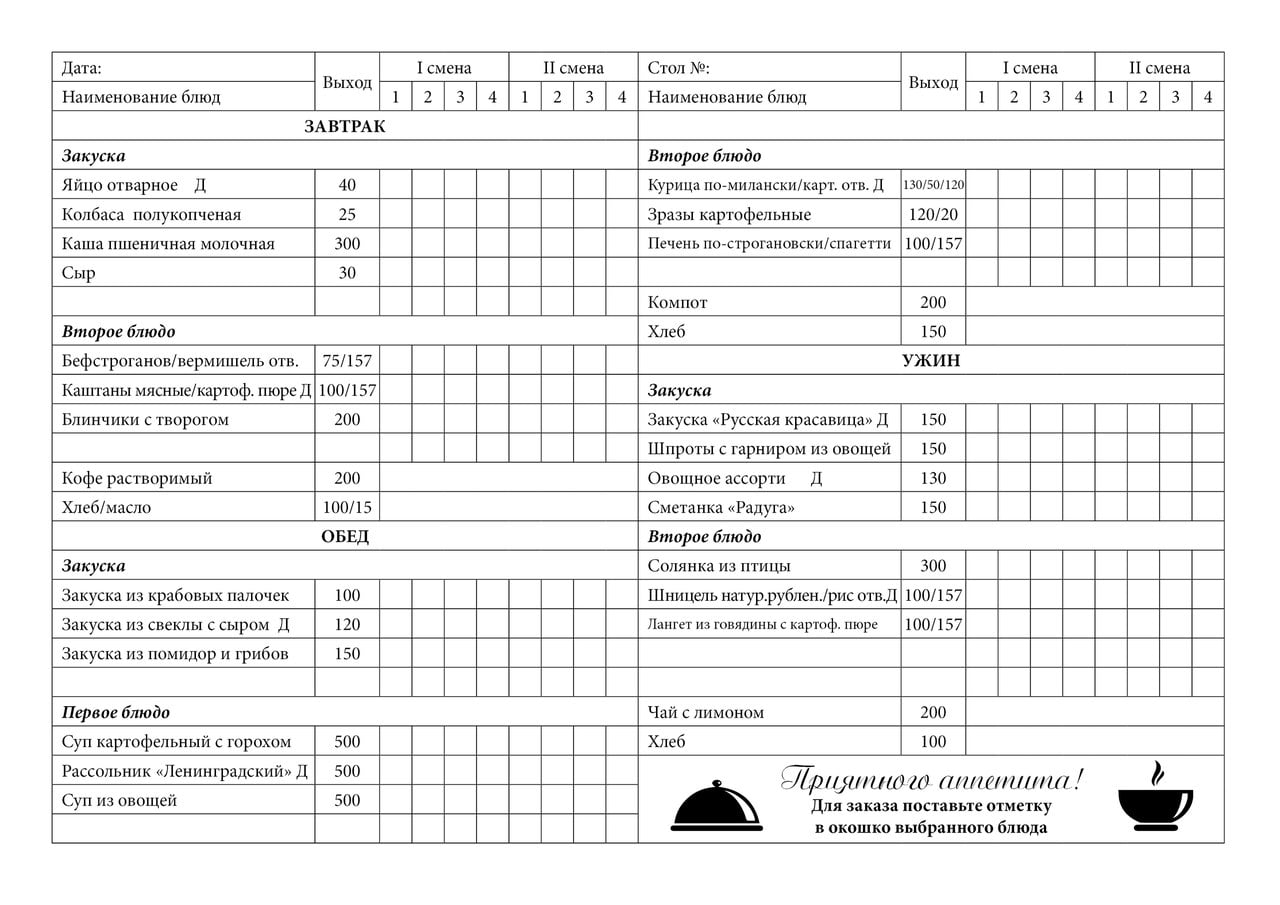 Дата: Выход I смена II смена
Наименование блюд 1 2 3 4 1 2 3 4
ЗАВТРАК
Закуска
Яйцо отварное Д 40
Колбаса полукопченая 25
Каша пшеничная молочная 300
Сыр 30
Второе блюдо
Бефстроганов/вермишель отв. 75/157
Каштаны мясные/картоф. пюре Д 100/157
Блинчики с творогом 200
Кофе растворимый 200
Хлеб/масло 100/15
ОБЕД
Закуска
Закуска из крабовых палочек 100
Закуска из свеклы с сыром Д 120
Закуска из помидор и грибов 150
Первое блюдо
Суп картофельный с горохом 500
Рассольник «Ленинградский» Д 500
Суп из овощей 500
Стол №: Выход I смена II смена
Наименование блюд 1 2 3 4 1 2 3 4
Второе блюдо
Курица по-милански/карт. отв. Д 130/50/120
Зразы картофельные 120/20
Печень по-строгановски/спагетти 100/157
Компот 200
Хлеб 150
УЖИН
Закуска
Закуска «Русская красавица» Д 150
Шпроты с гарниром из овощей 150
Овощное ассорти Д 130
Сметанка «Радуга» 150
Второе блюдо
Солянка из птицы 300
Шницель натур.рублен./рис отв.Д 100/157
Лангет из говядины с картоф. пюре 100/157
Чай с лимоном 200
Хлеб 100
Приятного аппетита!
Для заказа поставьте отметку
в окошко выбранного блюда